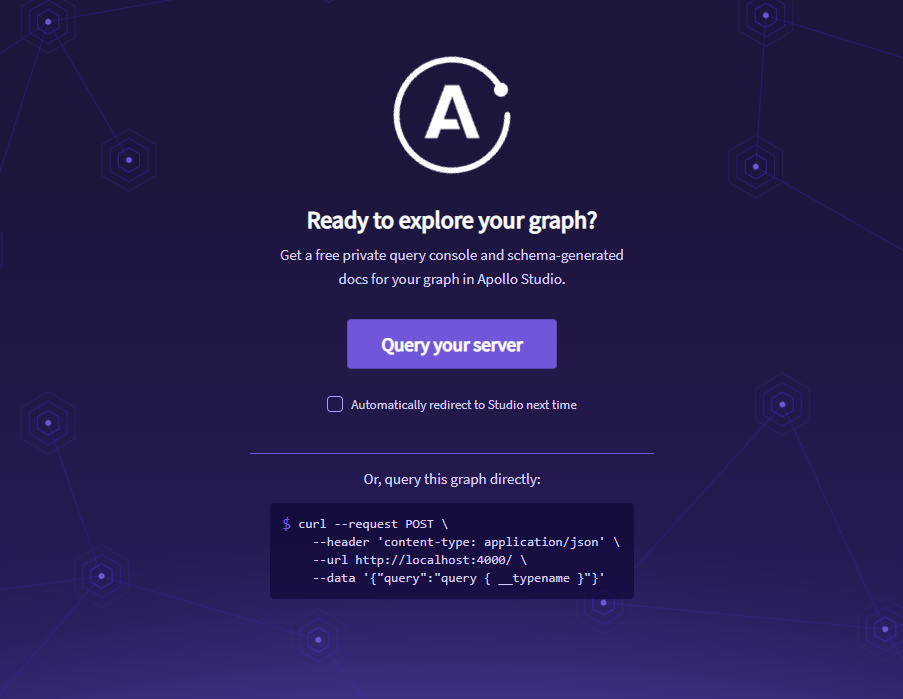 A
Ready to explore your graph?
Get a free private query console and schema-generated
docs for your graph in Apollo Studio.
Query your server
Automatically redirect to Studio next time
Or, query this graph directly:
$ curl --request POST \
    --header 'content-type: application/json' \
    --url http://localhost:4000/ \
    --data '{"query":"query { __typename }"}'